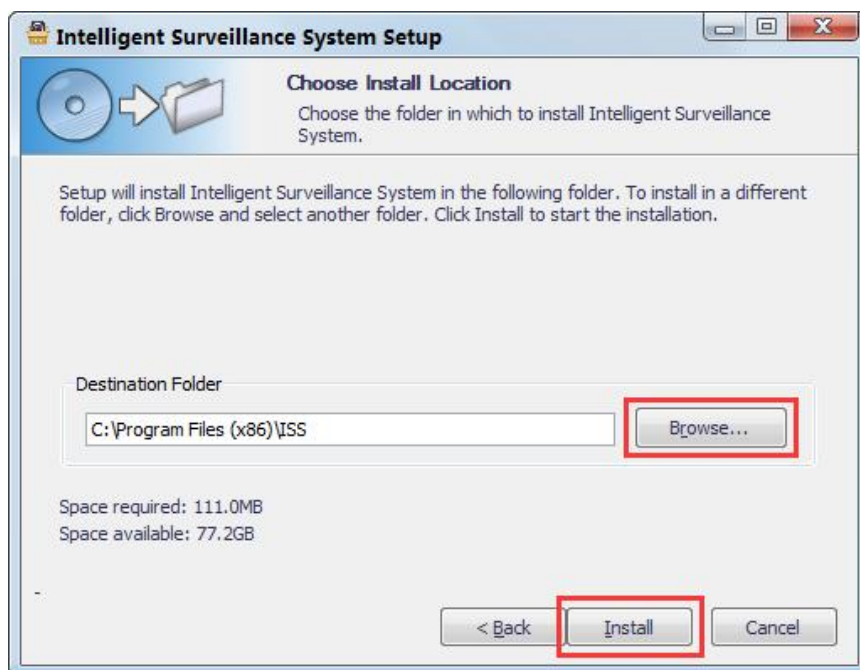 Intelligent Surveillance System Setup
Choose Install Location
Choose the folder in which to install Intelligent Surveillance
System.
Setup will install Intelligent Surveillance System in the following folder. To install in a different
folder, click Browse and select another folder. Click Install to start the installation.
Destination Folder
C:\Program Files (x86)\ISS
Browse...
Space required: 111.0MB
Space available: 77.2GB
-
< Back
Install
Cancel